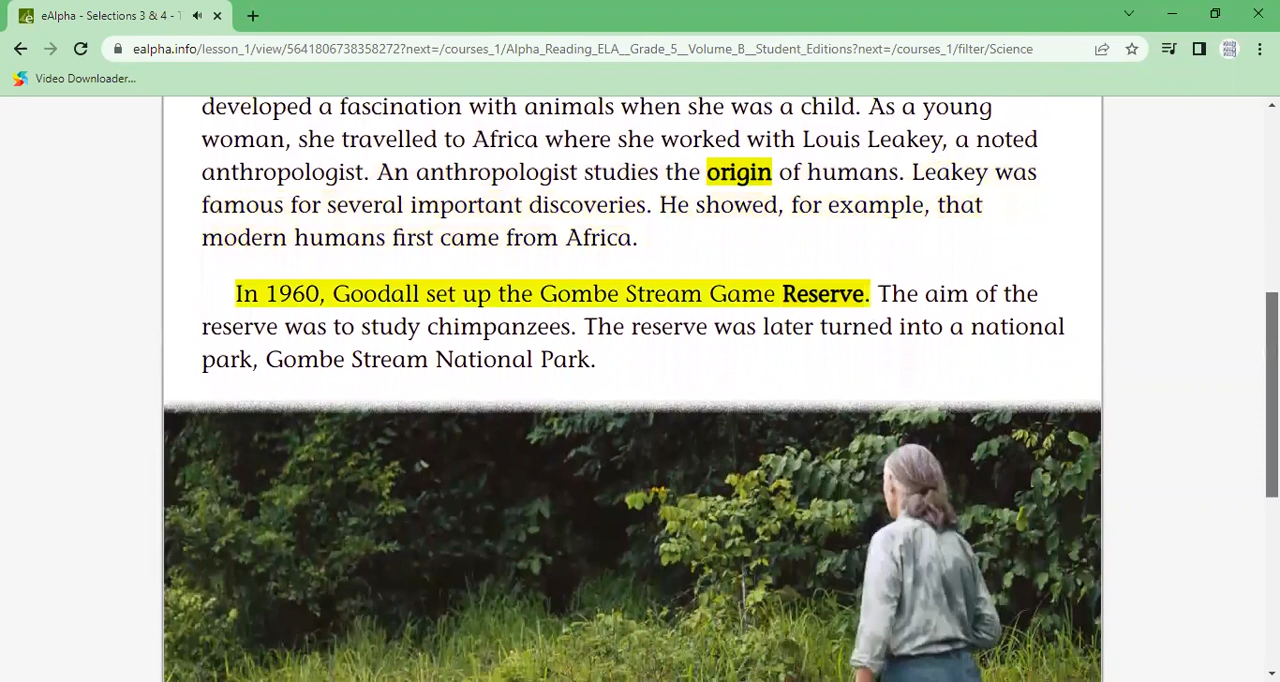 eAlpha - Selections 3 & 4 -
ealpha.info/lesson_1/view/5641806738358272?next=/courses_1/Alpha_Reading_ELA__Grade_5__Volume_B__Student_Editions?next=/courses_1/filter/Science
Video Downloader...
developed a fascination with animals when she was a child. As a young
woman, she travelled to Africa where she worked with Louis Leakey, a noted
anthropologist. An anthropologist studies the origin of humans. Leakey was
famous for several important discoveries. He showed, for example, that
modern humans first came from Africa.
In 1960, Goodall set up the Gombe Stream Game Reserve. The aim of the
reserve was to study chimpanzees. The reserve was later turned into a national
park, Gombe Stream National Park.